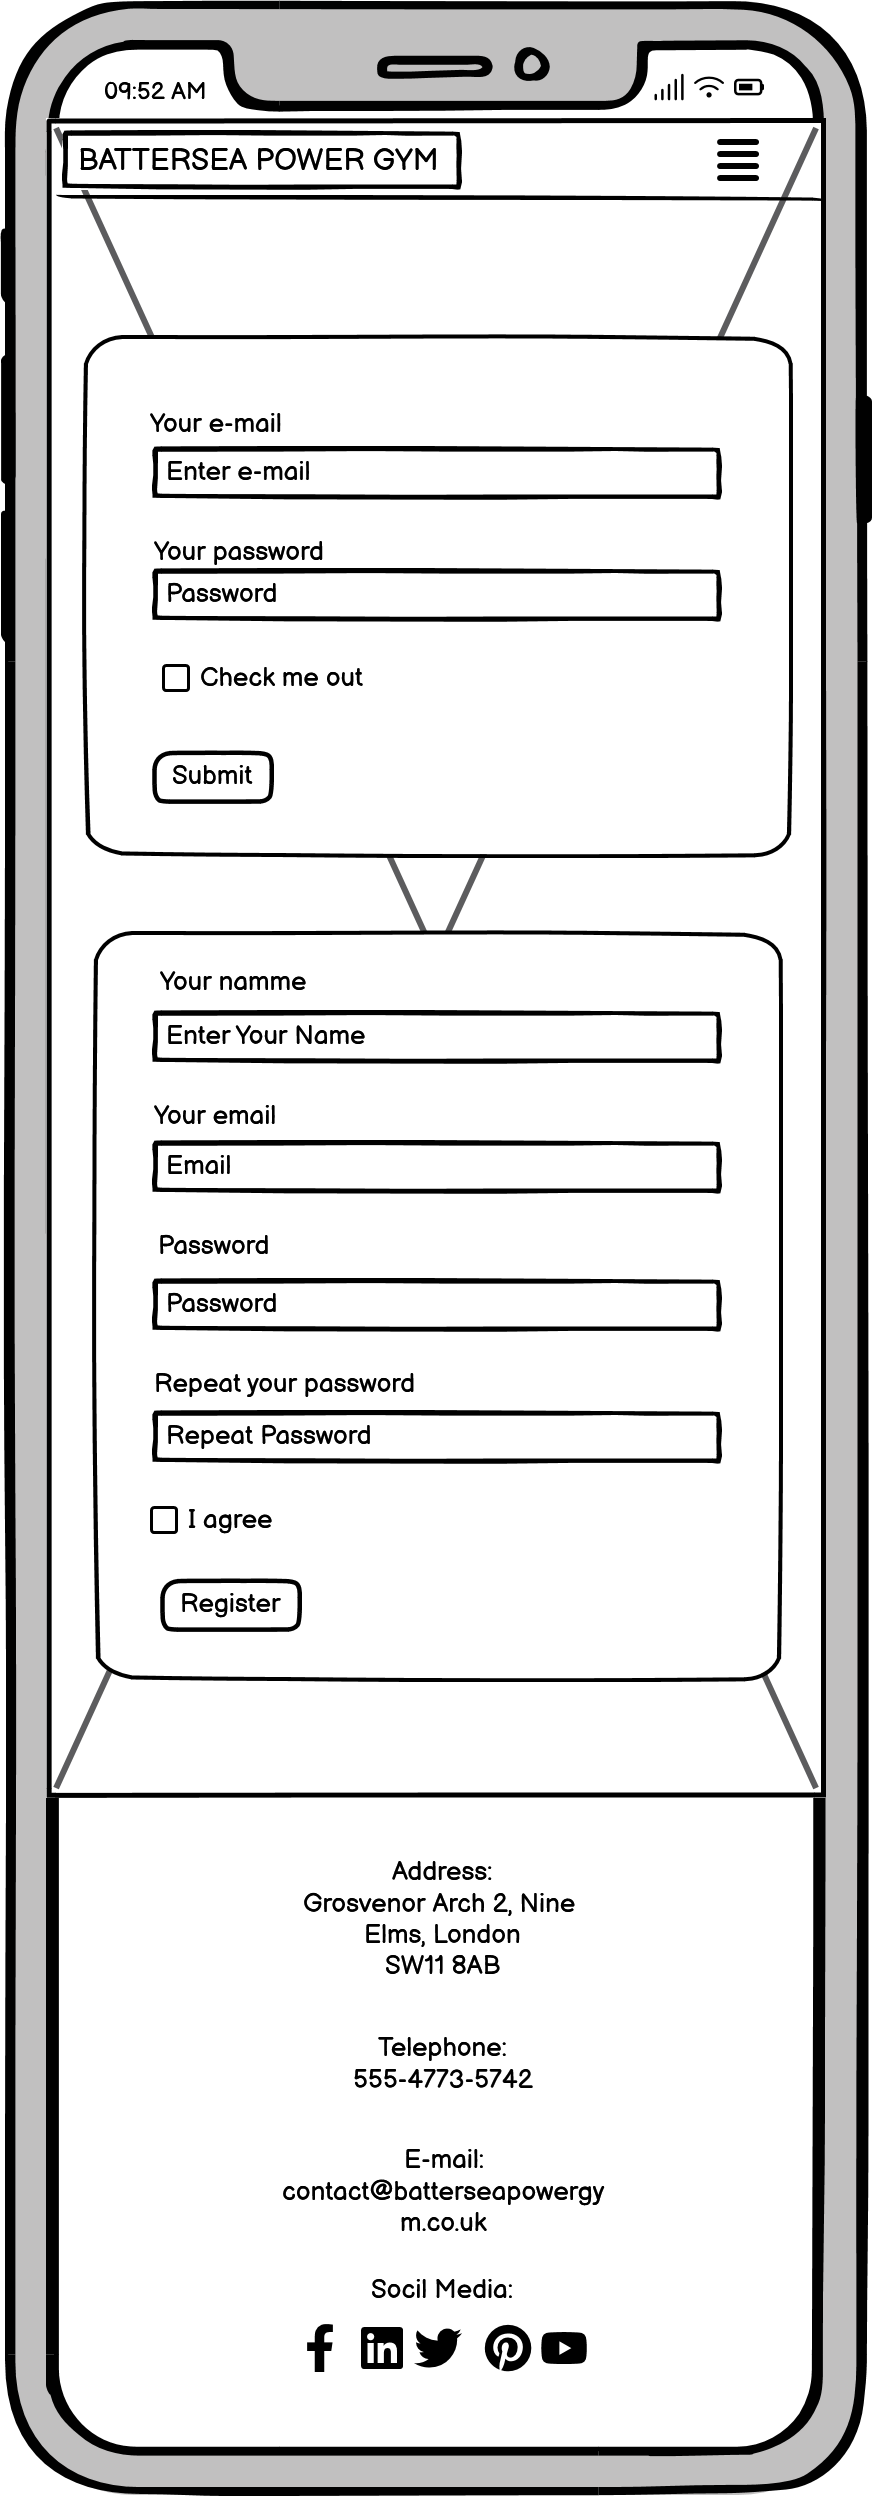 09:52 AM
BATTERSEA POWER GYM
Your e-mail
Enter e-mail
Your password
Password
Check me out
Submit
Your namme
Enter Your Name
Your email
Email
Password
Password
Repeat your password
Repeat Password
I agree
Register
Address:
Grosvenor Arch 2, Nine
Elms, London
SW11 8AB
Telephone:
555-4773-5742
E-mail:
contact@batterseapowergy
m.co.uk
Socil Media: